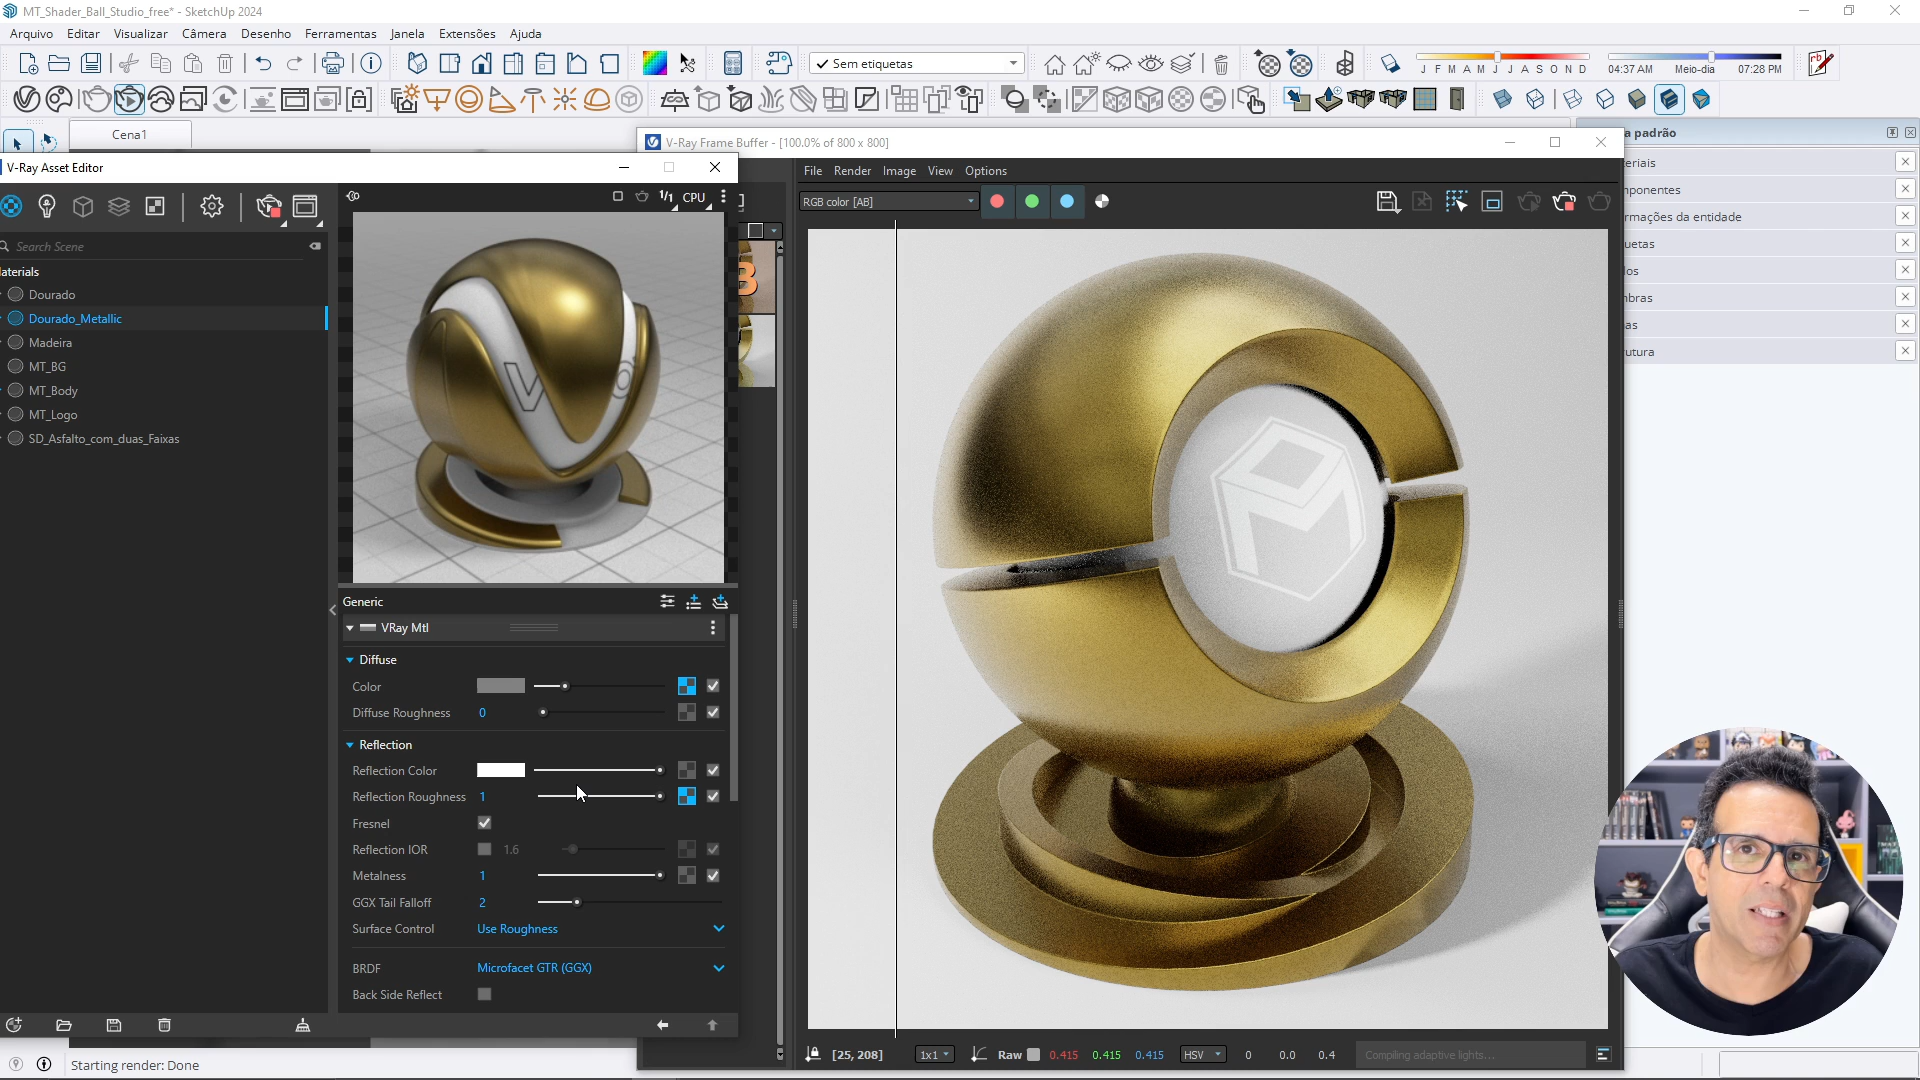 MT_Shader_Ball_Studio_free* - SketchUp 2024
Arquivo Editar Visualizar Câmera Desenho Ferramentas Janela Extensões Ajuda
Sem etiquetas
J F M A M J J A S O N D
04:37 AM Meio-dia 07:28 PM
Cena1
V-Ray Frame Buffer - [100.0% of 800 x 800]
a padrão
V-Ray Asset Editor
File Render Image View Options
1/1 CPU
RGB color [AB]
Search Scene
aterials
Dourado
Dourado_Metallic
Madeira
MT_BG
MT_Body
MT_Logo
SD_Asfalto_com_duas_Faixas
eriais
ponentes
rmações da entidade
uetas
los
nbras
as
utura
B
Generic
VRay Mtl
Diffuse
Color
Diffuse Roughness 0
Reflection
Reflection Color
Reflection Roughness 1
Fresnel
Reflection IOR 1.6
Metalness 1
GGX Tail Falloff 2
Surface Control Use Roughness
BRDF Microfacet GTR (GGX)
Back Side Reflect
[25, 208] 1x1 Raw 0.415 0.415 0.415 HSV 0 0.0 0.4 Compiling adaptive lights...
Starting render: Done